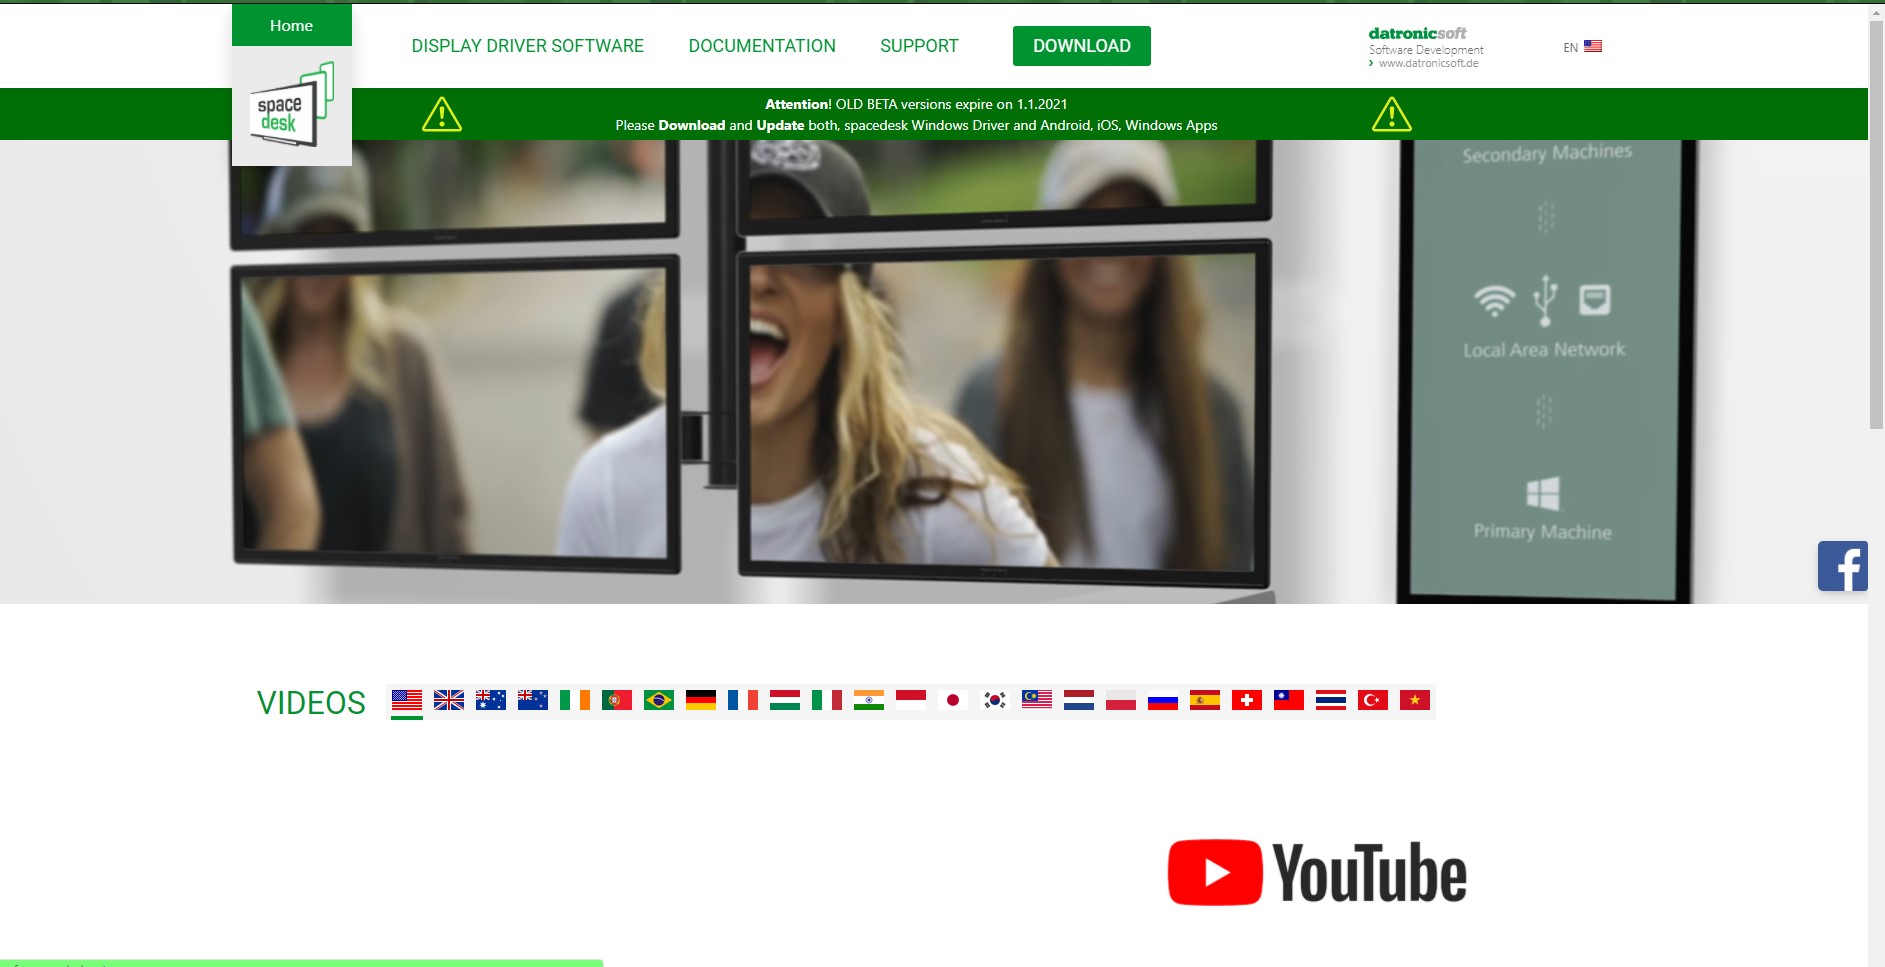 Home
DISPLAY DRIVER SOFTWARE
DOCUMENTATION
SUPPORT
DOWNLOAD
datronicsoft
Software Development
› www.datronicsoft.de
EN
space
desk
Attention! OLD BETA versions expire on 1.1.2021
Please Download and Update both, spacedesk Windows Driver and Android, iOS, Windows Apps
Secondary Machines
Local Area Network
Primary Machine
f
VIDEOS
YouTube